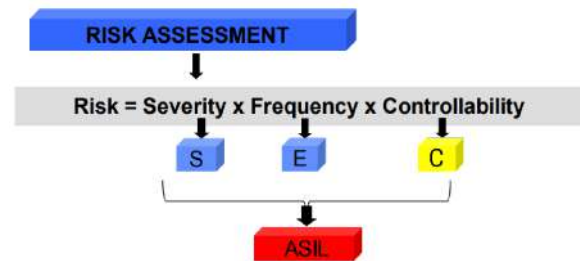 RISK ASSESSMENT
Risk = Severity x Frequency x Controllability
S E C
ASIL